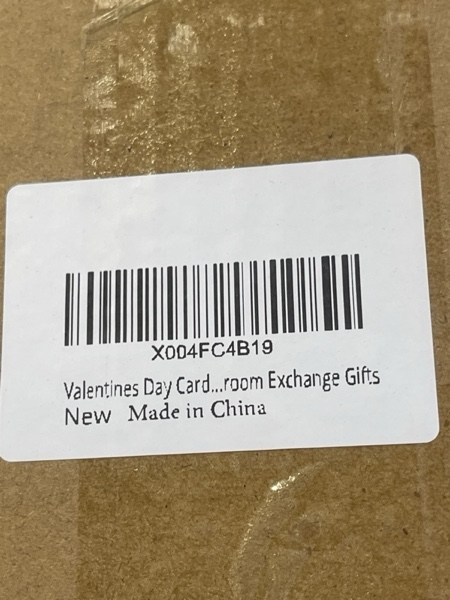 X004FC4B19
Valentines Day Card...room Exchange Gifts
New Made in China